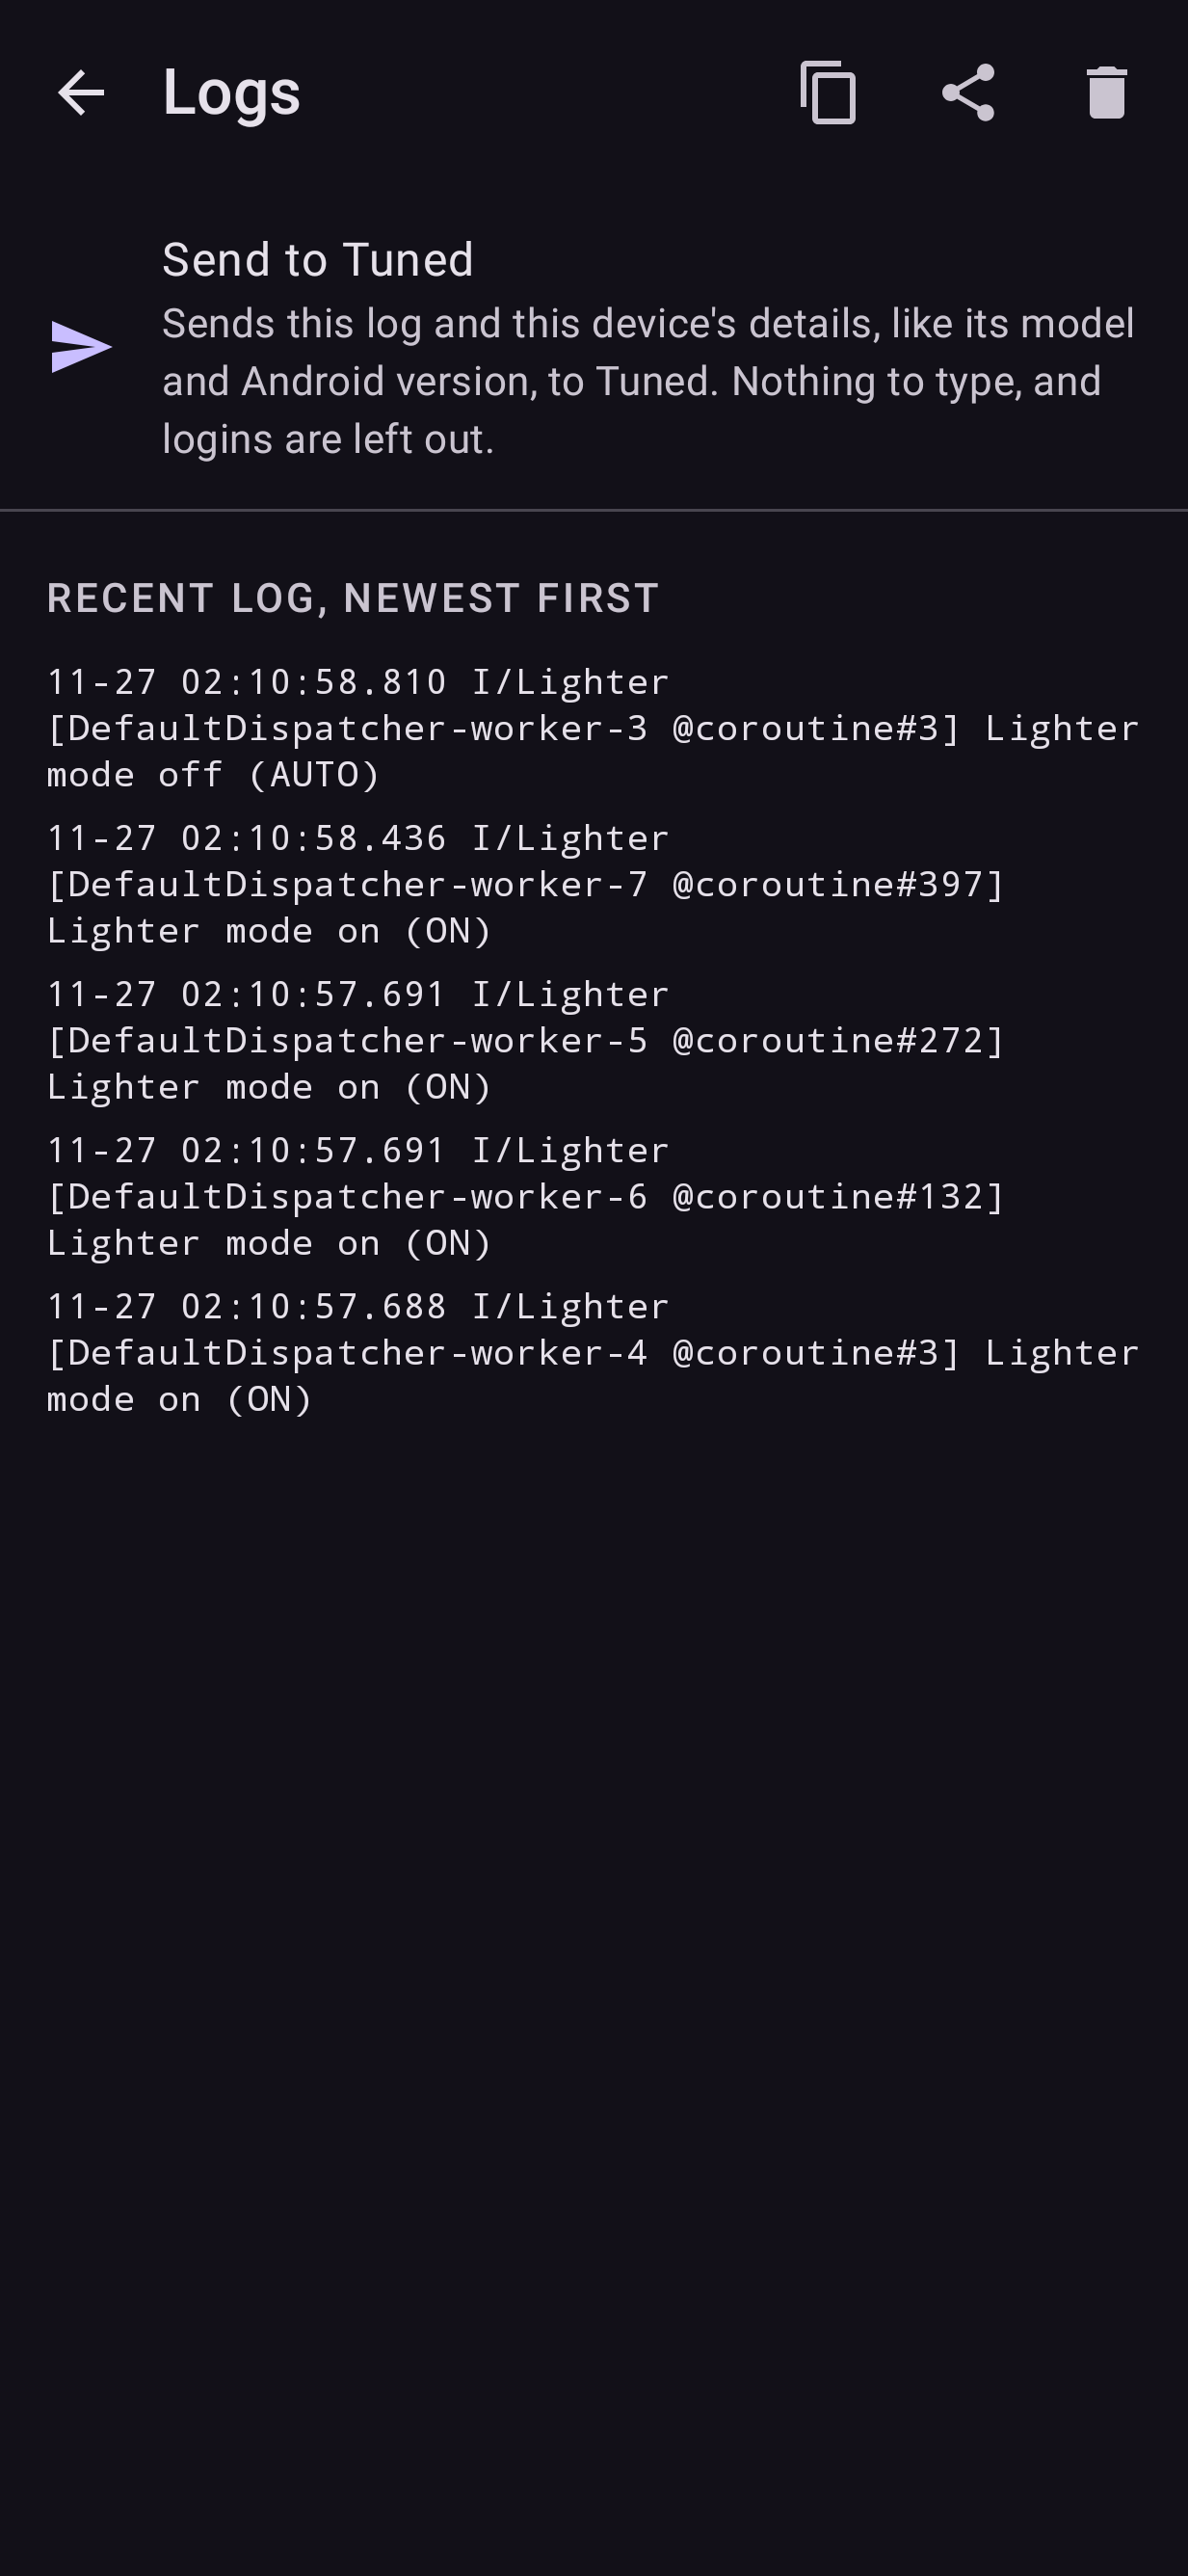 Logs
Send to Tuned
Sends this log and this device's details, like its model
and Android version, to Tuned. Nothing to type, and
logins are left out.
RECENT LOG, NEWEST FIRST
11-27 02:10:58.810 I/Lighter
[DefaultDispatcher-worker-3 @coroutine#3] Lighter
mode off (AUTO)
11-27 02:10:58.436 I/Lighter
[DefaultDispatcher-worker-7 @coroutine#397]
Lighter mode on (ON)
11-27 02:10:57.691 I/Lighter
[DefaultDispatcher-worker-5 @coroutine#272]
Lighter mode on (ON)
11-27 02:10:57.691 I/Lighter
[DefaultDispatcher-worker-6 @coroutine#132]
Lighter mode on (ON)
11-27 02:10:57.688 I/Lighter
[DefaultDispatcher-worker-4 @coroutine#3] Lighter
mode on (ON)